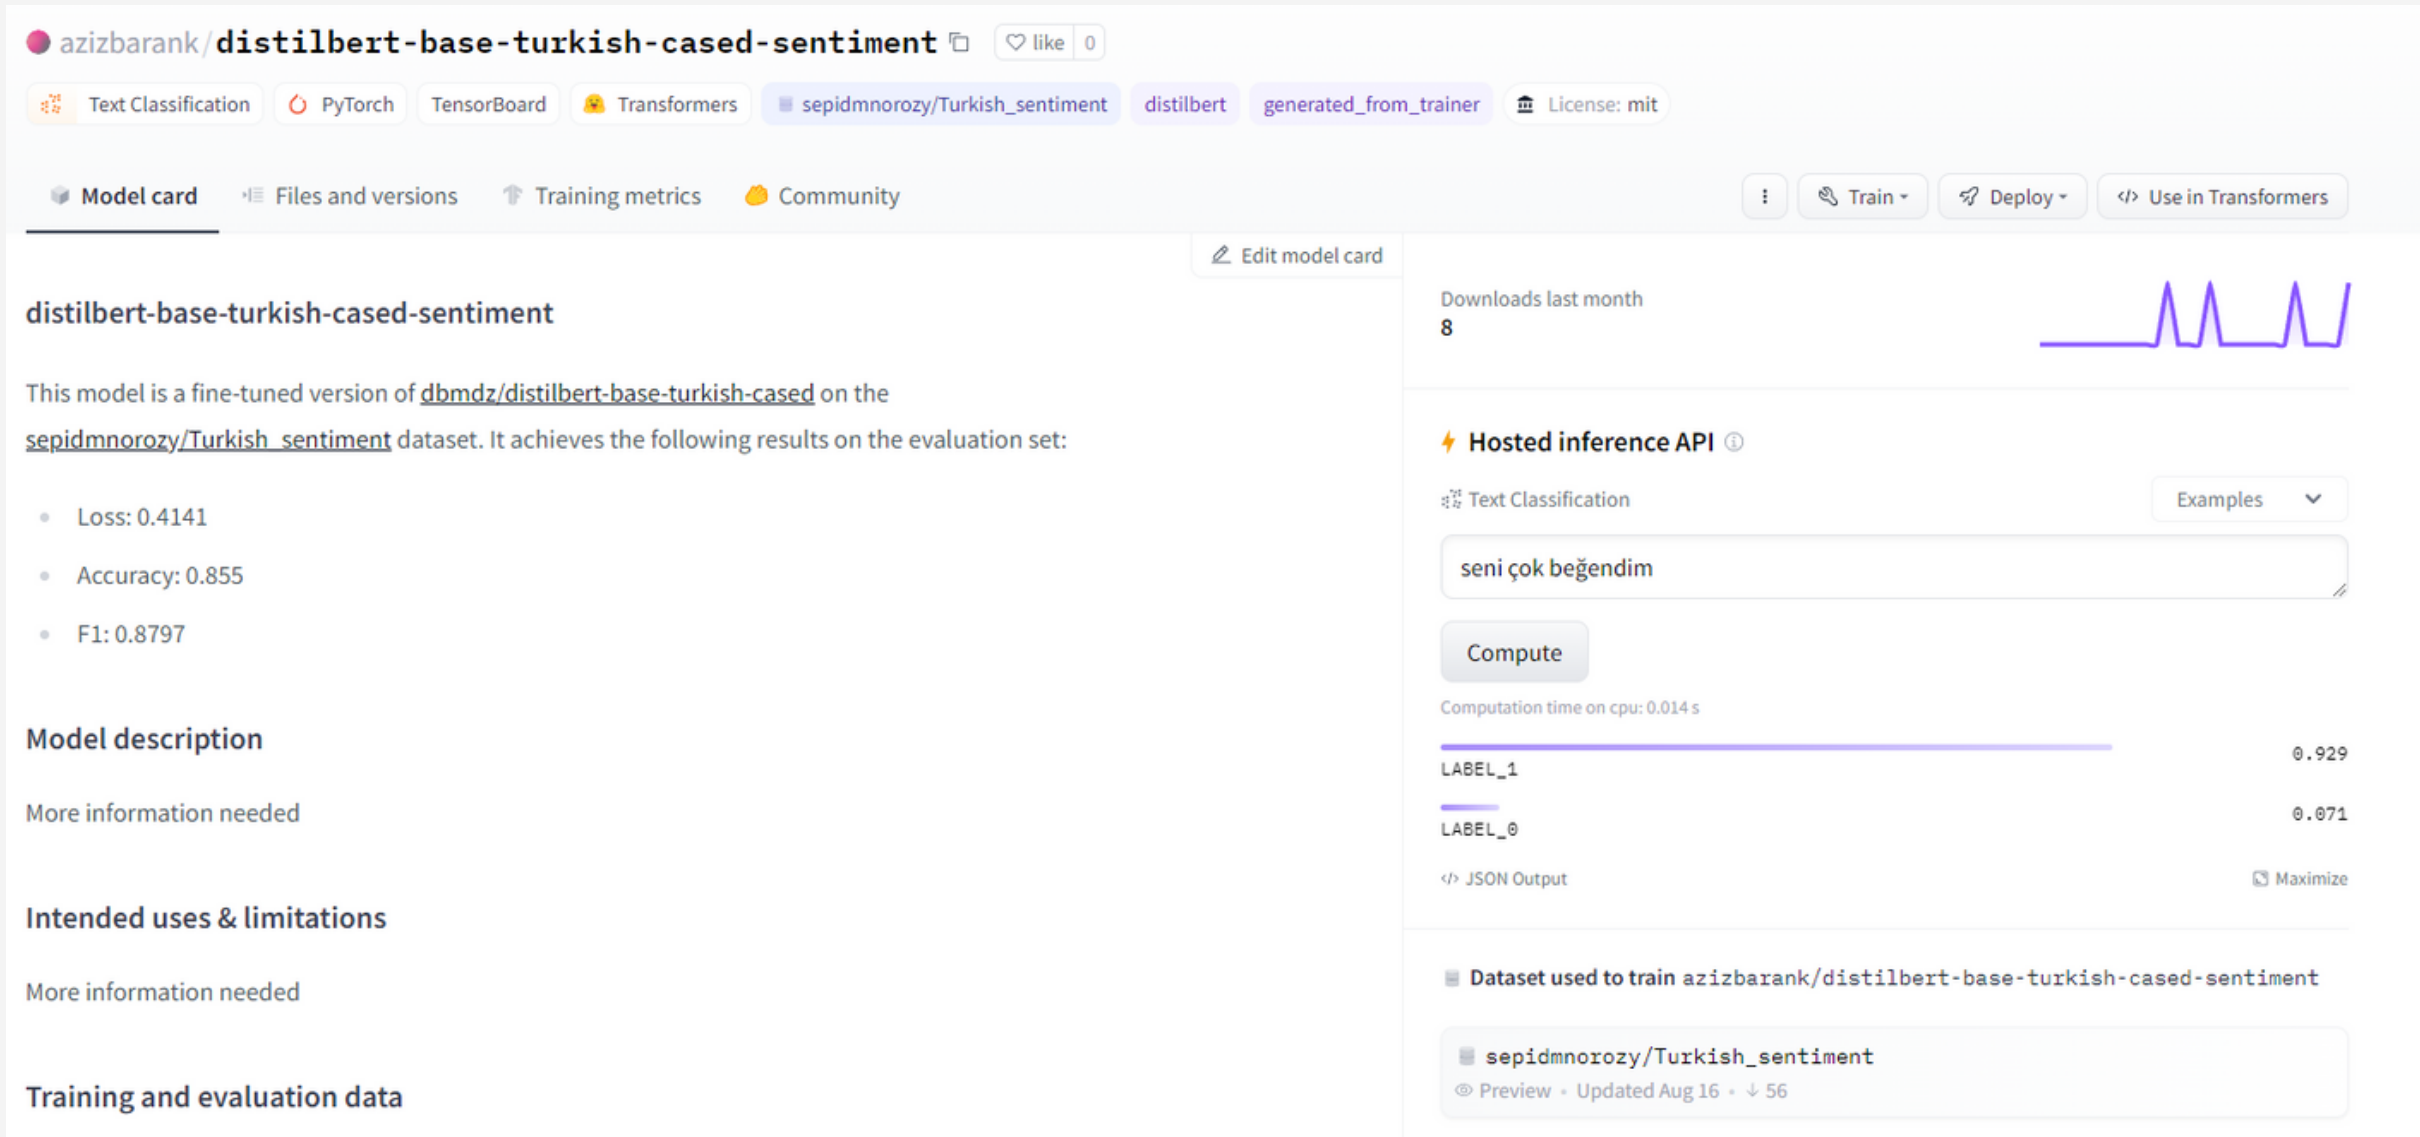 azizbarank/distilbert-base-turkish-cased-sentiment like 0
Text Classification PyTorch TensorBoard Transformers sepidmnorozy/Turkish_sentiment distilbert generated_from_trainer License: mit
Model card Files and versions Training metrics Community Train Deploy </> Use in Transformers
Edit model card
distilbert-base-turkish-cased-sentiment
This model is a fine-tuned version of dbmdz/distilbert-base-turkish-cased on the
sepidmnorozy/Turkish_sentiment dataset. It achieves the following results on the evaluation set:
• Loss: 0.4141
• Accuracy: 0.855
• F1: 0.8797
Model description
More information needed
Intended uses & limitations
More information needed
Training and evaluation data
Downloads last month
8
Hosted inference API
Text Classification Examples
seni çok beğendim
Compute
Computation time on cpu: 0.014 s
0.929
LABEL_1
0.071
LABEL_0
</> JSON Output Maximize
Dataset used to train azizbarank/distilbert-base-turkish-cased-sentiment
sepidmnorozy/Turkish_sentiment
Preview • Updated Aug 16 • ↓ 56